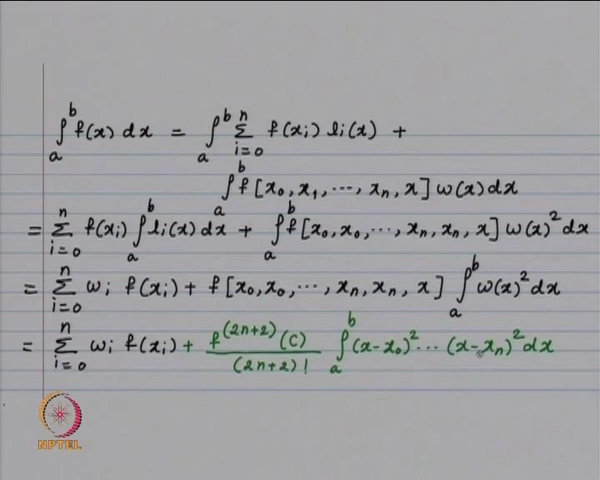 ∫_a^b f(x) dx = ∫_a^b Σ_{i=0}^n f(x_i) l_i(x) +
∫_a^b f[x_0, x_1, ..., x_n, x] w(x) dx
= Σ_{i=0}^n f(x_i) ∫_a^b l_i(x) dx + ∫_a^b f[x_0, x_0, ..., x_n, x_n, x] w(x)^2 dx
= Σ_{i=0}^n w_i f(x_i) + f[x_0, x_0, ..., x_n, x_n, x] ∫_a^b w(x)^2 dx
= Σ_{i=0}^n w_i f(x_i) + f^{(2n+2)}(c) / (2n+2)! ∫_a^b (x-x_0)^2 ... (x-x_n)^2 dx
NPTEL